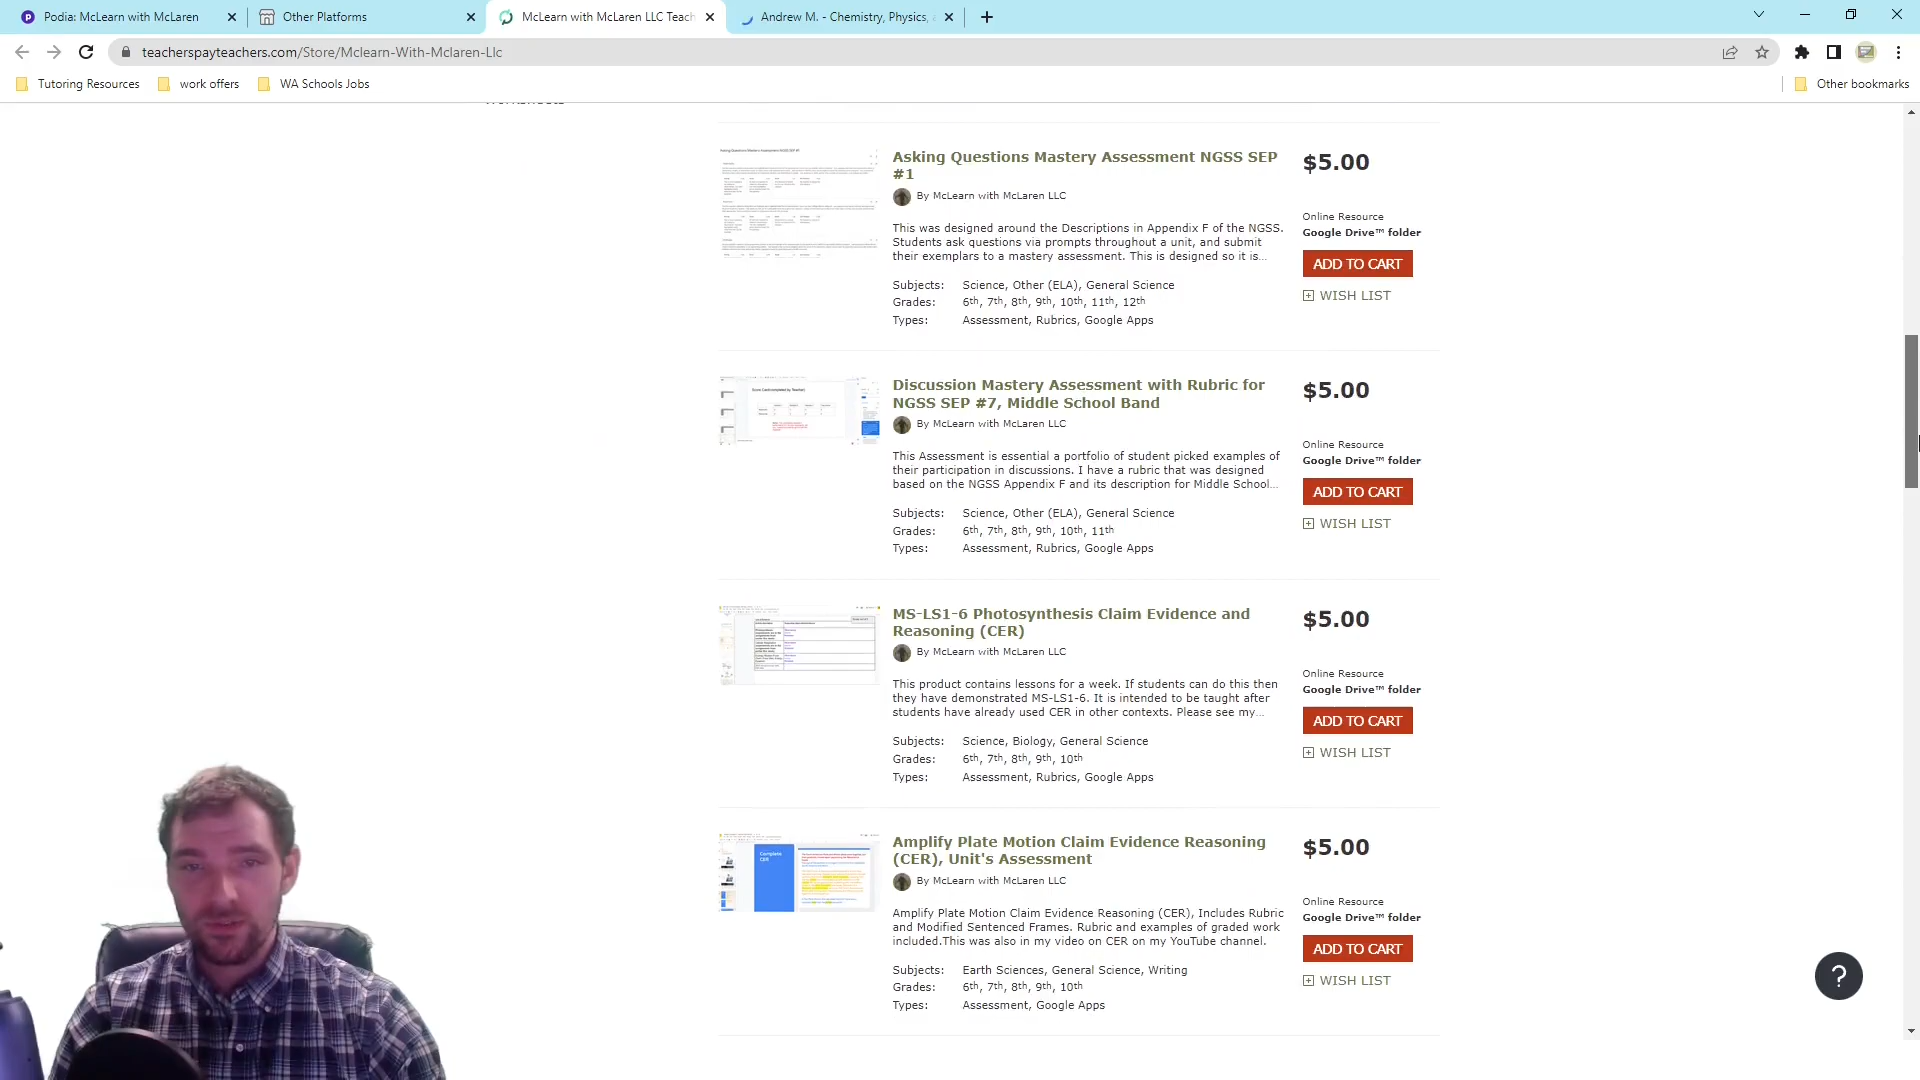 Podia: McLearn with McLaren
Other Platforms
McLearn with McLaren LLC Teach
Andrew M. - Chemistry, Physics,
teacherspayteachers.com/Store/Mclearn-With-Mclaren-Llc
Tutoring Resources
work offers
WA Schools Jobs
Other bookmarks
Asking Questions Mastery Assessment NGSS SEP
#1
By McLearn with McLaren LLC
This was designed around the Descriptions in Appendix F of the NGSS.
Students ask questions via prompts throughout a unit, and submit
their exemplars to a mastery assessment. This is designed so it is...
Subjects: Science, Other (ELA), General Science
Grades: 6th, 7th, 8th, 9th, 10th, 11th, 12th
Types: Assessment, Rubrics, Google Apps
$5.00
Online Resource
Google Drive™ folder
ADD TO CART
WISH LIST
Discussion Mastery Assessment with Rubric for
NGSS SEP #7, Middle School Band
By McLearn with McLaren LLC
This Assessment is essential a portfolio of student picked examples of
their participation in discussions. I have a rubric that was designed
based on the NGSS Appendix F and its description for Middle School...
Subjects: Science, Other (ELA), General Science
Grades: 6th, 7th, 8th, 9th, 10th, 11th
Types: Assessment, Rubrics, Google Apps
$5.00
Online Resource
Google Drive™ folder
ADD TO CART
WISH LIST
MS-LS1-6 Photosynthesis Claim Evidence and
Reasoning (CER)
By McLearn with McLaren LLC
This product contains lessons for a week. If students can do this then
they have demonstrated MS-LS1-6. It is intended to be taught after
students have already used CER in other contexts. Please see my...
Subjects: Science, Biology, General Science
Grades: 6th, 7th, 8th, 9th, 10th
Types: Assessment, Rubrics, Google Apps
$5.00
Online Resource
Google Drive™ folder
ADD TO CART
WISH LIST
Complete
CER
Amplify Plate Motion Claim Evidence Reasoning
(CER), Unit's Assessment
By McLearn with McLaren LLC
Amplify Plate Motion Claim Evidence Reasoning (CER), Includes Rubric
and Modified Sentenced Frames. Rubric and examples of graded work
included.This was also in my video on CER on my YouTube channel.
Subjects: Earth Sciences, General Science, Writing
Grades: 6th, 7th, 8th, 9th, 10th
Types: Assessment, Google Apps
$5.00
Online Resource
Google Drive™ folder
ADD TO CART
WISH LIST
?